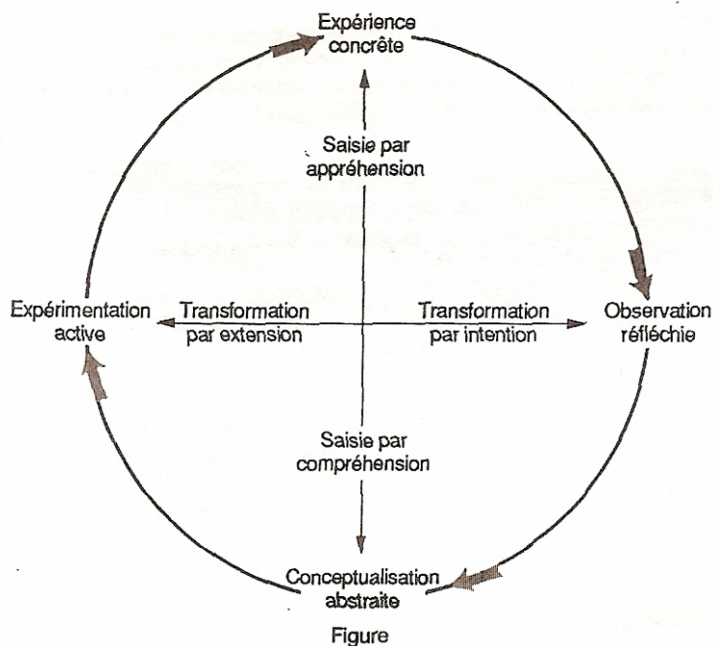 Expérience
concrète
Saisie par
appréhension
Expérimentation
active
Transformation
par extension
Transformation
par intention
Observation
réfléchie
Saisie par
compréhension
Conceptualisation
abstraite
Figure